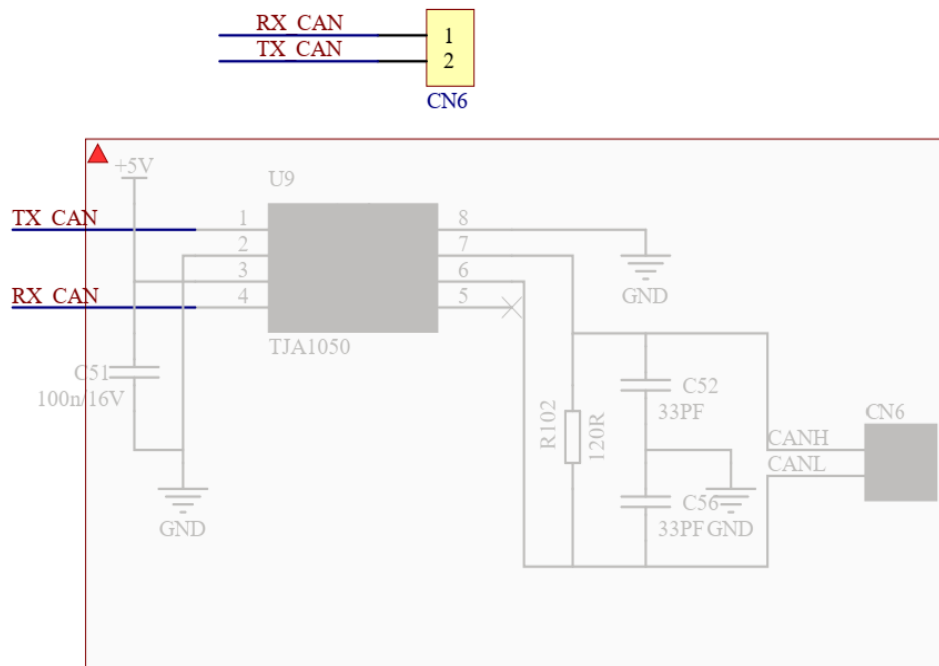 RX_CAN
1
TX_CAN
2
CN6
+5V
U9
TX_CAN
1
8
2
7
3
6
RX_CAN
4
5
GND
TJA1050
C51
100n/16V
C52
33PF
R102
120R
CN6
CANH
CANL
C56
33PF
GND
GND